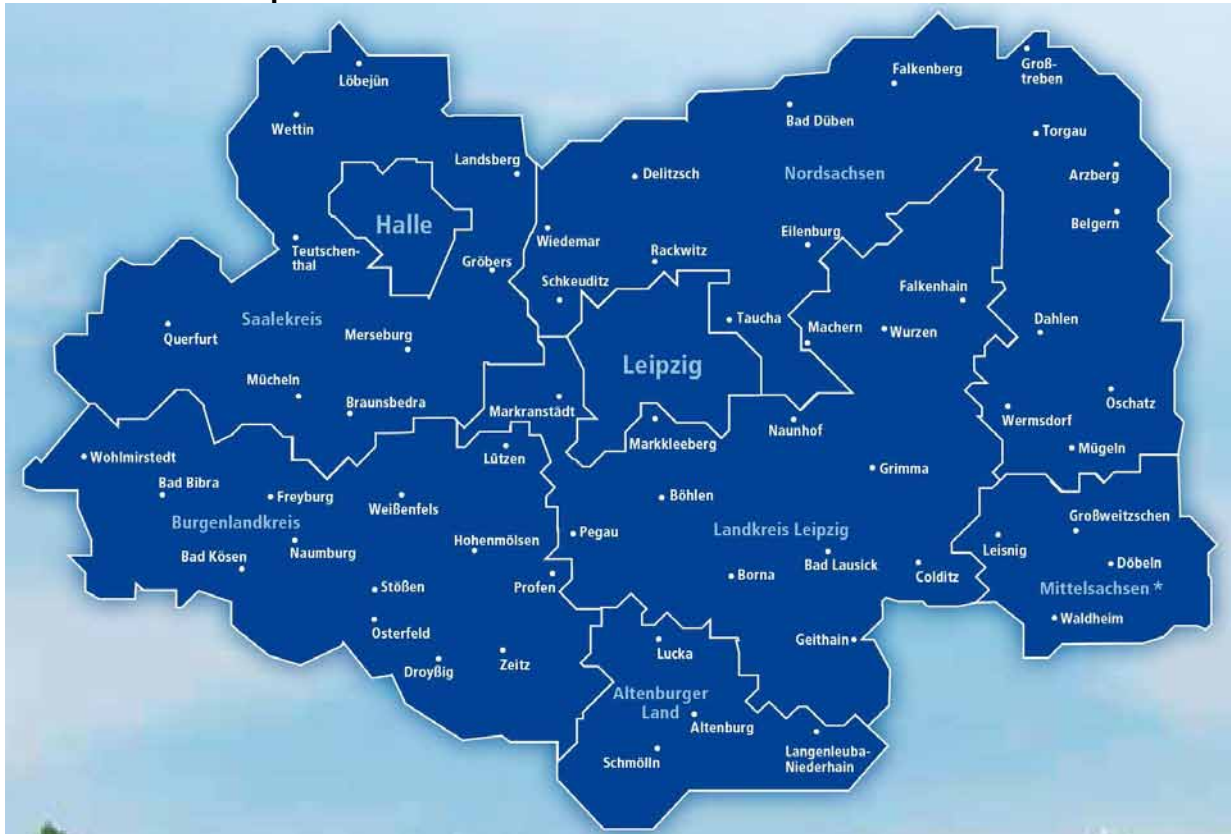 Löbejün
Wettin
Landsberg
Halle
Teutschen-
thal
Gröbers
Saalekreis
Querfurt
Merseburg
Mücheln
Braunsbedra
Falkenberg
Groß-
treben
Bad Düben
Torgau
Delitzsch
Nordsachsen
Arzberg
Belgern
Wiedemar
Eilenburg
Rackwitz
Schkeuditz
Falkenhain
Taucha
Machern
Wurzen
Dahlen
Leipzig
Markranstädt
Oschatz
Wermsdorf
Markkleeberg
Naunhof
Mügeln
Lützen
Wohlmirstedt
Grimma
Bad Bibra
Freyburg
Weißenfels
Böhlen
Burgenlandkreis
Großweitzschen
Landkreis Leipzig
Pegau
Hohenmölsen
Naumburg
Leisnig
Bad Kösen
Bad Lausick
Döbeln
Profen
Borna
Colditz
Mittelsachsen *
Stößen
Waldheim
Osterfeld
Geithain
Lucka
Zeitz
Droyßig
Altenburger
Land
Altenburg
Schmölln
Langenleuba-
Niederhain